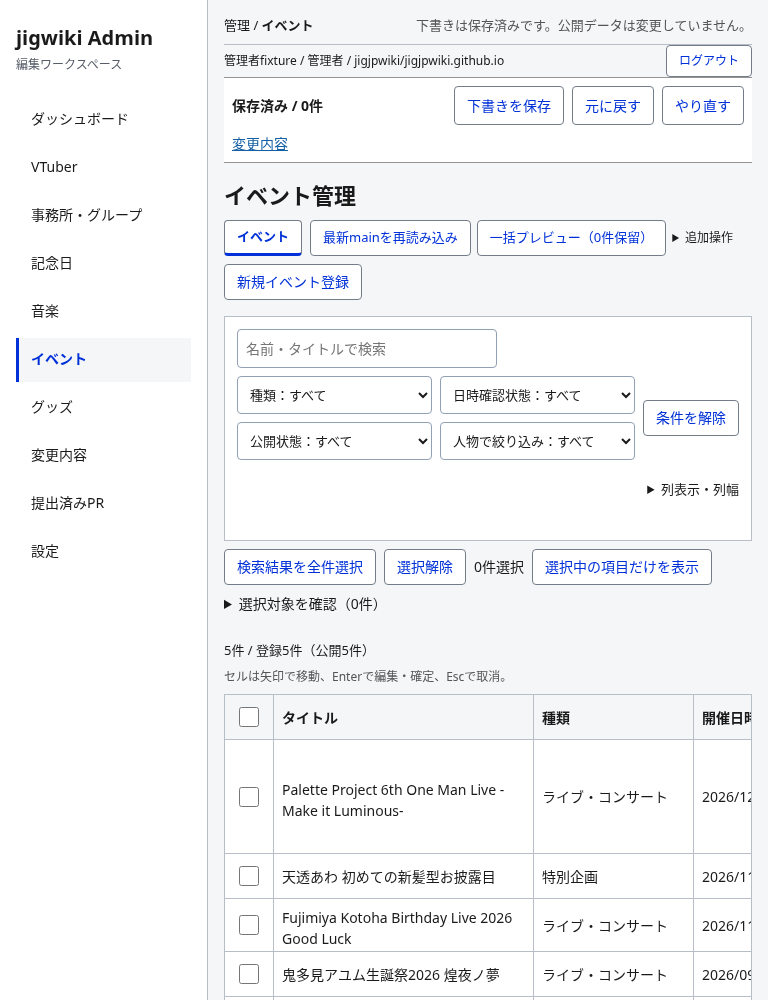 jigwiki Admin
編集ワークスペース
ダッシュボード
VTuber
事務所・グループ
記念日
音楽
イベント
グッズ
変更内容
提出済みPR
設定
管理 / イベント
下書きは保存済みです。公開データは変更していません。
管理者fixture / 管理者 / jigjpwiki/jigjpwiki.github.io
ログアウト
保存済み / 0件
下書きを保存
元に戻す
やり直す
変更内容
イベント管理
イベント
最新mainを再読み込み
一括プレビュー（0件保留）
▶ 追加操作
新規イベント登録
名前・タイトルで検索
種類：すべて
日時確認状態：すべて
公開状態：すべて
人物で絞り込み：すべて
条件を解除
▶ 列表示・列幅
検索結果を全件選択
選択解除
0件選択
選択中の項目だけを表示
▶ 選択対象を確認（0件）
5件 / 登録5件（公開5件）
セルは矢印で移動、Enterで編集・確定、Escで取消。
タイトル
種類
開催日時
Palette Project 6th One Man Live -
Make it Luminous-
ライブ・コンサート
2026/12
天透あわ 初めての新髪型お披露目
特別企画
2026/11
Fujimiya Kotoha Birthday Live 2026
Good Luck
ライブ・コンサート
2026/11
鬼多見アユム生誕祭2026 煌夜ノ夢
ライブ・コンサート
2026/09